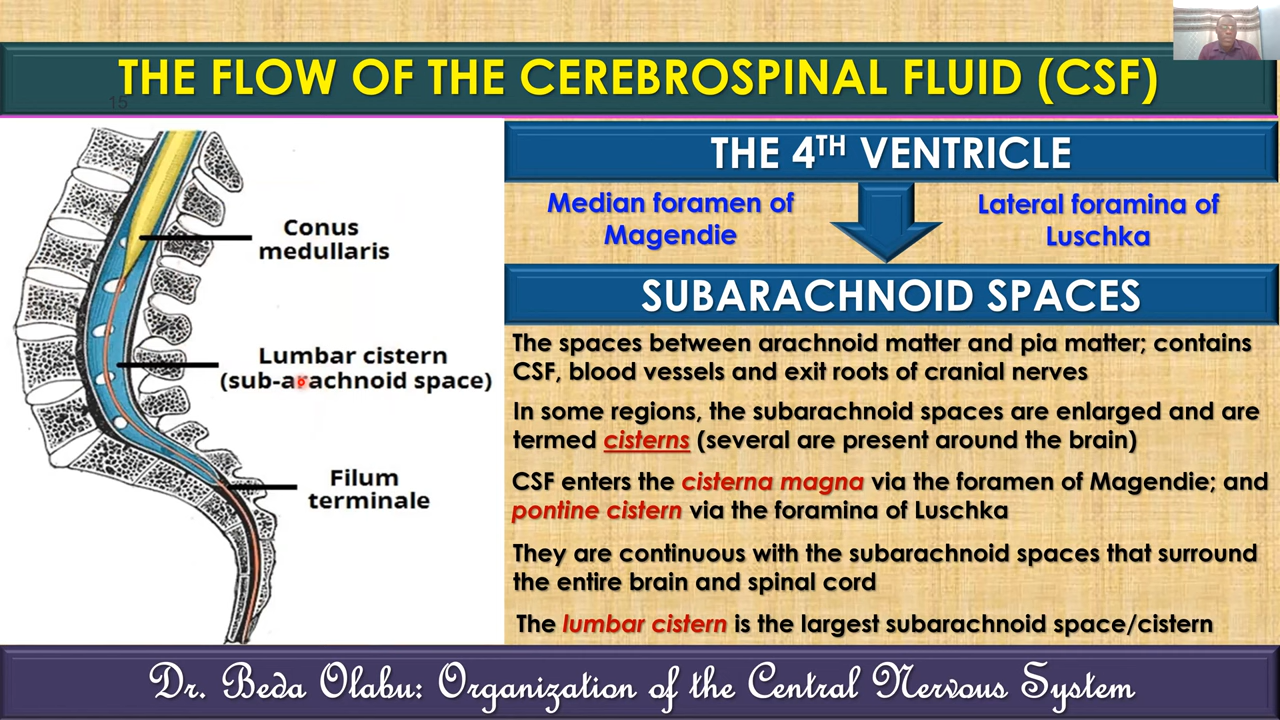 THE FLOW OF THE CEREBROSPINAL FLUID (CSF)
15
Conus
medullaris
Lumbar cistern
(sub-arachnoid space)
Filum
terminale
THE 4TH VENTRICLE
Median foramen of
Magendie
Lateral foramina of
Luschka
SUBARACHNOID SPACES
The spaces between arachnoid matter and pia matter; contains
CSF, blood vessels and exit roots of cranial nerves
In some regions, the subarachnoid spaces are enlarged and are
termed cisterns (several are present around the brain)
CSF enters the cisterna magna via the foramen of Magendie; and
pontine cistern via the foramina of Luschka
They are continuous with the subarachnoid spaces that surround
the entire brain and spinal cord
The lumbar cistern is the largest subarachnoid space/cistern
Dr. Beda Olabu: Organization of the Central Nervous System